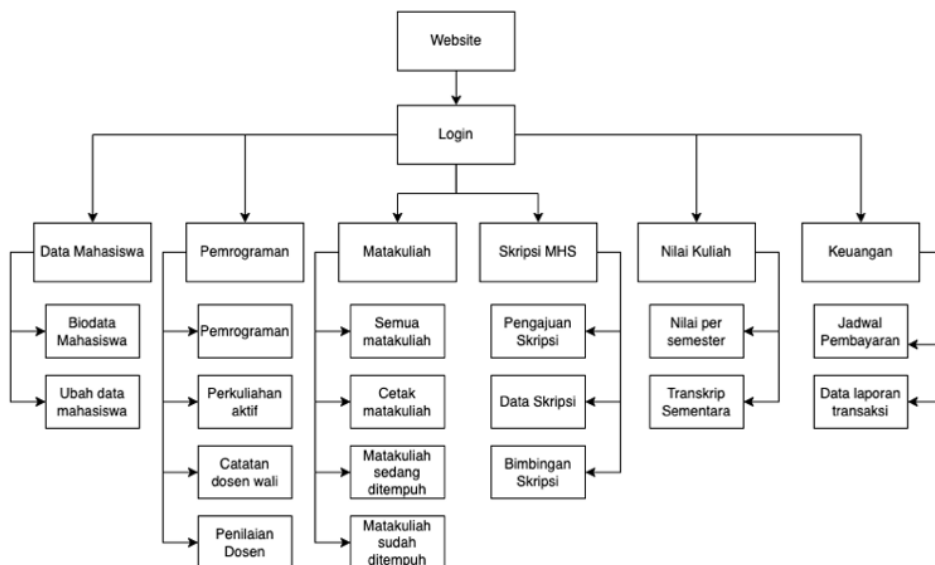 Website
Login
Data Mahasiswa
Pemrograman
Matakuliah
Skripsi MHS
Nilai Kuliah
Keuangan
Biodata
Mahasiswa
Ubah data
mahasiswa
Pemrograman
Perkuliahan
aktif
Catatan
dosen wali
Penilaian
Dosen
Semua
matakuliah
Cetak
matakuliah
Matakuliah
sedang
ditempuh
Matakuliah
sudah
ditempuh
Pengajuan
Skripsi
Data Skripsi
Bimbingan
Skripsi
Nilai per
semester
Transkrip
Sementara
Jadwal
Pembayaran
Data laporan
transaksi